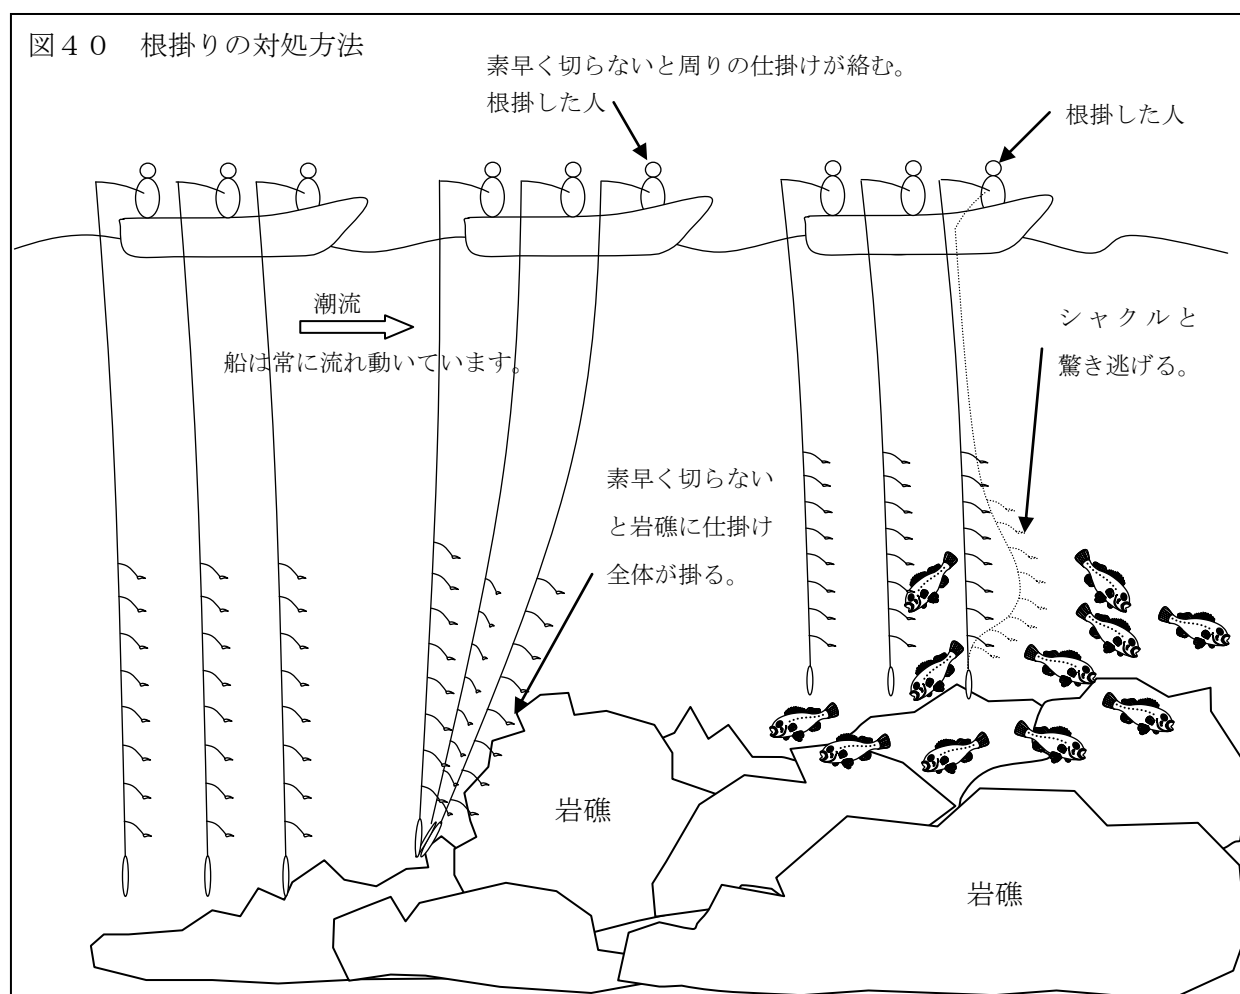 図４０　根掛りの対処方法
素早く切らないと周りの仕掛けが絡む。
根掛した人
根掛した人
潮流
船は常に流れ動いています。
シャクルと
驚き逃げる。
素早く切らない
と岩礁に仕掛け
全体が掛る。
岩礁
岩礁